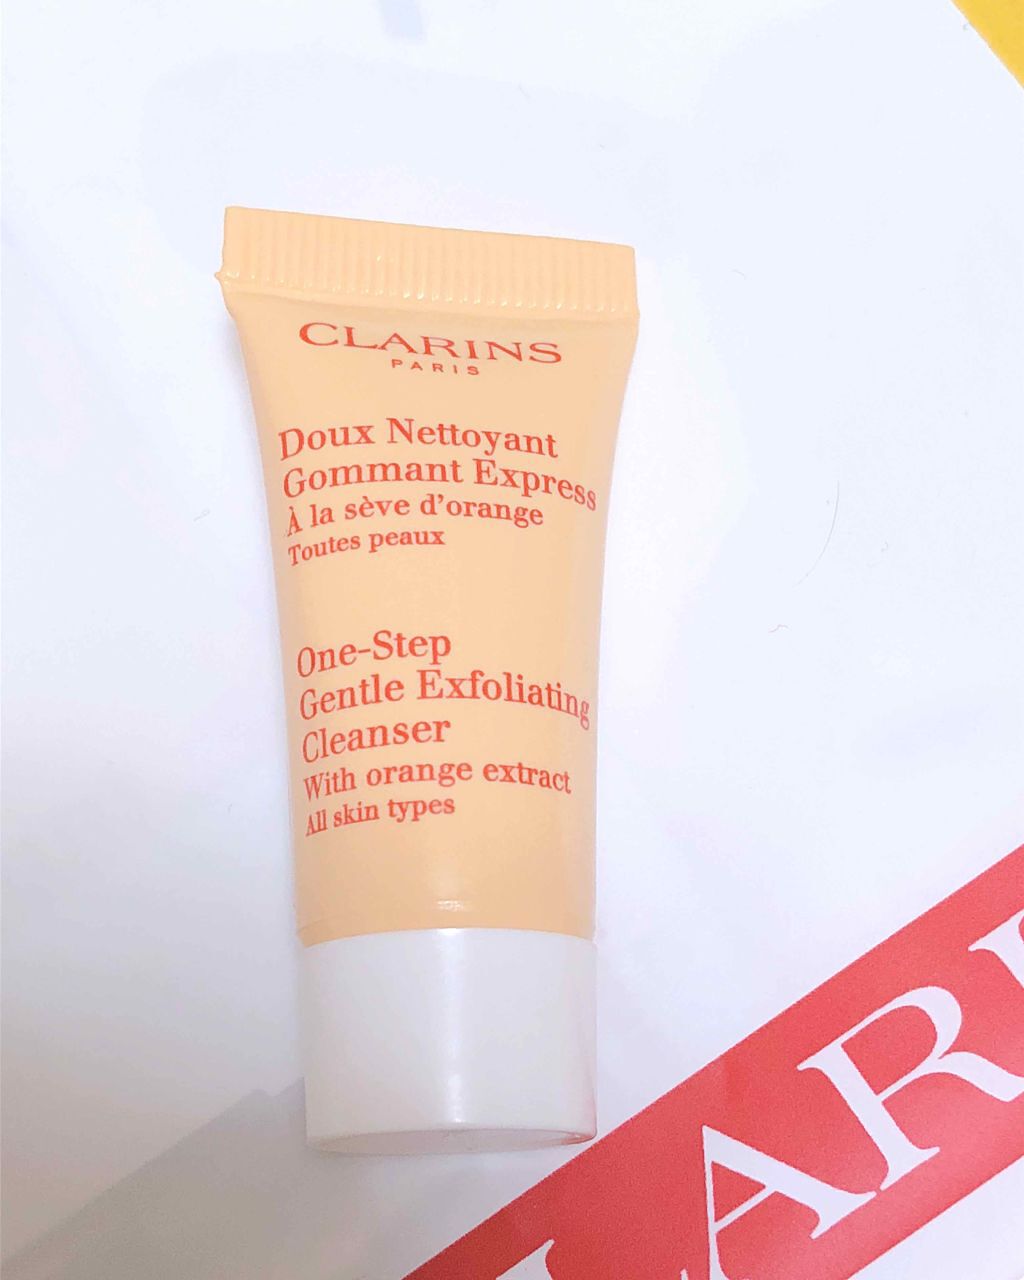 CLARINS
PARIS
Doux Nettoyant
Gommant Express
À la sève d'orange
Toutes peaux
One-Step
Gentle Exfoliating
Cleanser
With orange extract
All skin types
LARI